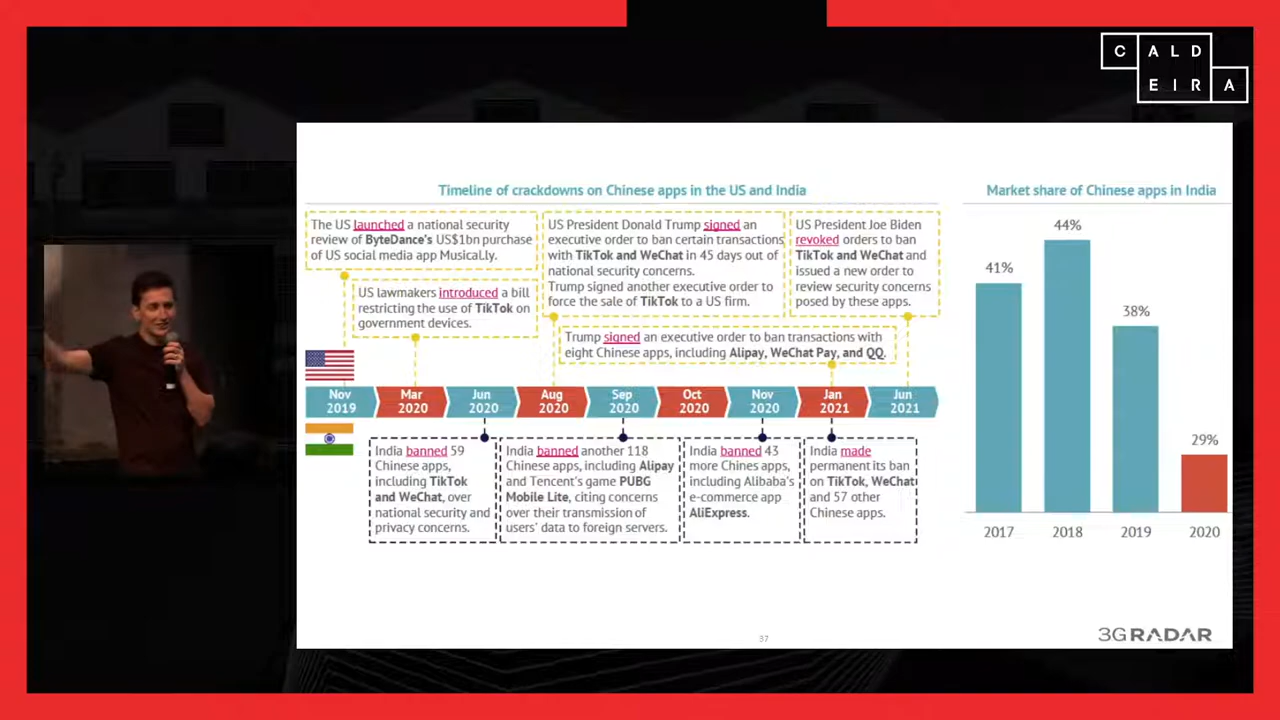 CALD
EIRA
Timeline of crackdowns on Chinese apps in the US and India
The US launched a national security
review of ByteDance's US$1bn purchase
of US social media app Musical.ly.
US lawmakers introduced a bill
restricting the use of TikTok on
government devices.
US President Donald Trump signed an
executive order to ban certain transactions
with TikTok and WeChat in 45 days out of
national security concerns.
Trump signed another executive order to
force the sale of TikTok to a US firm.
US President Joe Biden
revoked orders to ban
TikTok and WeChat and
issued a new order to
review security concerns
posed by these apps.
Trump signed an executive order to ban transactions with
eight Chinese apps, including Alipay, WeChat Pay, and QQ.
Nov
2019
Mar
2020
Jun
2020
Aug
2020
Sep
2020
Oct
2020
Nov
2020
Jan
2021
Jun
2021
India banned 59
Chinese apps,
including TikTok
and WeChat, over
national security and
privacy concerns.
India banned another 118
Chinese apps, including Alipay
and Tencent's game PUBG
Mobile Lite, citing concerns
over their transmission of
users' data to foreign servers.
India banned 43
more Chines apps,
including Alibaba's
e-commerce app
AliExpress.
India made
permanent its ban
on TikTok, WeChat
and 57 other
Chinese apps.
Market share of Chinese apps in India
41%
44%
38%
29%
2017
2018
2019
2020
37
3GRADAR